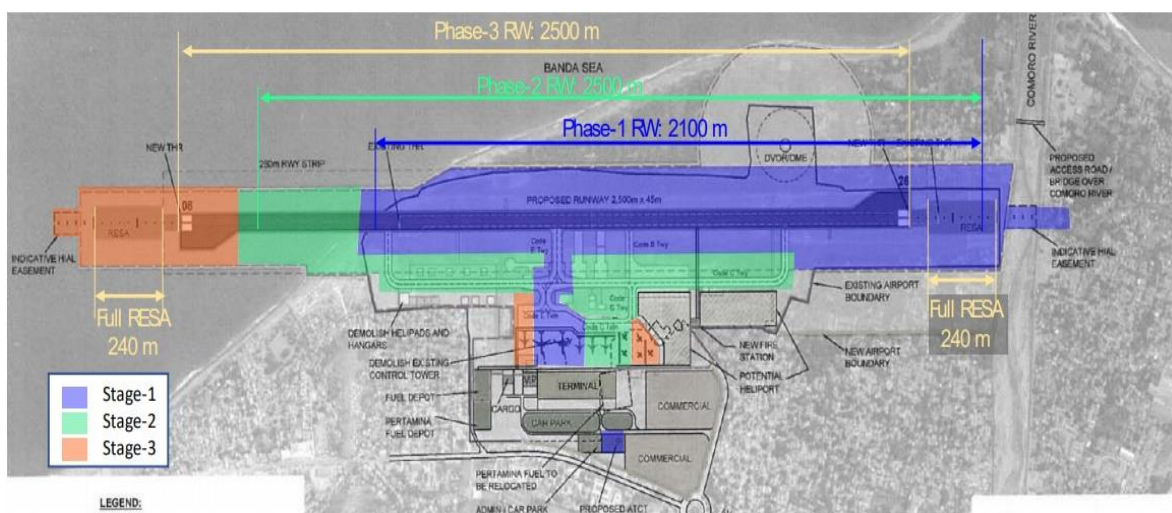 Phase-3 RW: 2500 m
BANDA SEA
Phase-2 RW: 2500 m
Phase-1 RW: 2100 m
COMORO RIVER
NEW THR
EXISTING THR
280m RWY STRIP
DVOR/DME
PROPOSED
ACCESS ROAD /
BRIDGE OVER
COMORO RIVER
08
26
PROPOSED RUNWAY 2,500m x 45m
RESA
RESA
INDICATIVE HIAL
EASEMENT
INDICATIVE HIAL
EASEMENT
Code B Twy
Code C Twy
EXISTING AIRPORT
BOUNDARY
Full RESA
240 m
Full RESA
240 m
DEMOLISH HELIPADS AND
HANGARS
DEMOLISH EXISTING
CONTROL TOWER
NEW FIRE
STATION
NEW AIRPORT
BOUNDARY
POTENTIAL
HELIPORT
FUEL DEPOT
CARGO
VIP
TERMINAL
COMMERCIAL
PERTAMINA
FUEL DEPOT
CAR PARK
COMMERCIAL
PERTAMINA FUEL TO
BE RELOCATED
ADMIN CAR PARK
PROPOSED ATCT
Stage-1
Stage-2
Stage-3
LEGEND: